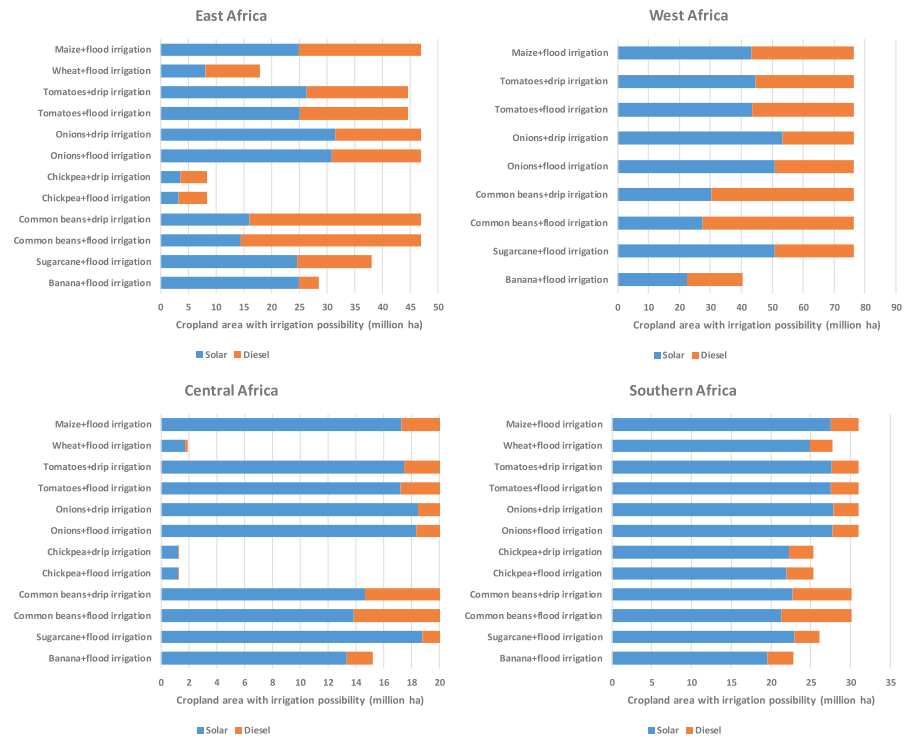 East Africa
Maize+flood irrigation
Wheat+flood irrigation
Tomatoes+drip irrigation
Tomatoes+flood irrigation
Onions+drip irrigation
Onions+flood irrigation
Chickpea+drip irrigation
Chickpea+flood irrigation
Common beans+drip irrigation
Common beans+flood irrigation
Sugarcane+flood irrigation
Banana+flood irrigation
0 5 10 15 20 25 30 35 40 45 50
Cropland area with irrigation possibility (million ha)
Solar Diesel
West Africa
Maize+flood irrigation
Tomatoes+drip irrigation
Tomatoes+flood irrigation
Onions+drip irrigation
Onions+flood irrigation
Common beans+drip irrigation
Common beans+flood irrigation
Sugarcane+flood irrigation
Banana+flood irrigation
0 10 20 30 40 50 60 70 80 90
Cropland area with irrigation possibility (million ha)
Solar Diesel
Central Africa
Maize+flood irrigation
Wheat+flood irrigation
Tomatoes+drip irrigation
Tomatoes+flood irrigation
Onions+drip irrigation
Onions+flood irrigation
Chickpea+drip irrigation
Chickpea+flood irrigation
Common beans+drip irrigation
Common beans+flood irrigation
Sugarcane+flood irrigation
Banana+flood irrigation
0 2 4 6 8 10 12 14 16 18 20
Cropland area with irrigation possibility (million ha)
Solar Diesel
Southern Africa
Maize+flood irrigation
Wheat+flood irrigation
Tomatoes+drip irrigation
Tomatoes+flood irrigation
Onions+drip irrigation
Onions+flood irrigation
Chickpea+drip irrigation
Chickpea+flood irrigation
Common beans+drip irrigation
Common beans+flood irrigation
Sugarcane+flood irrigation
Banana+flood irrigation
0 5 10 15 20 25 30 35
Cropland area with irrigation possibility (million ha)
Solar Diesel